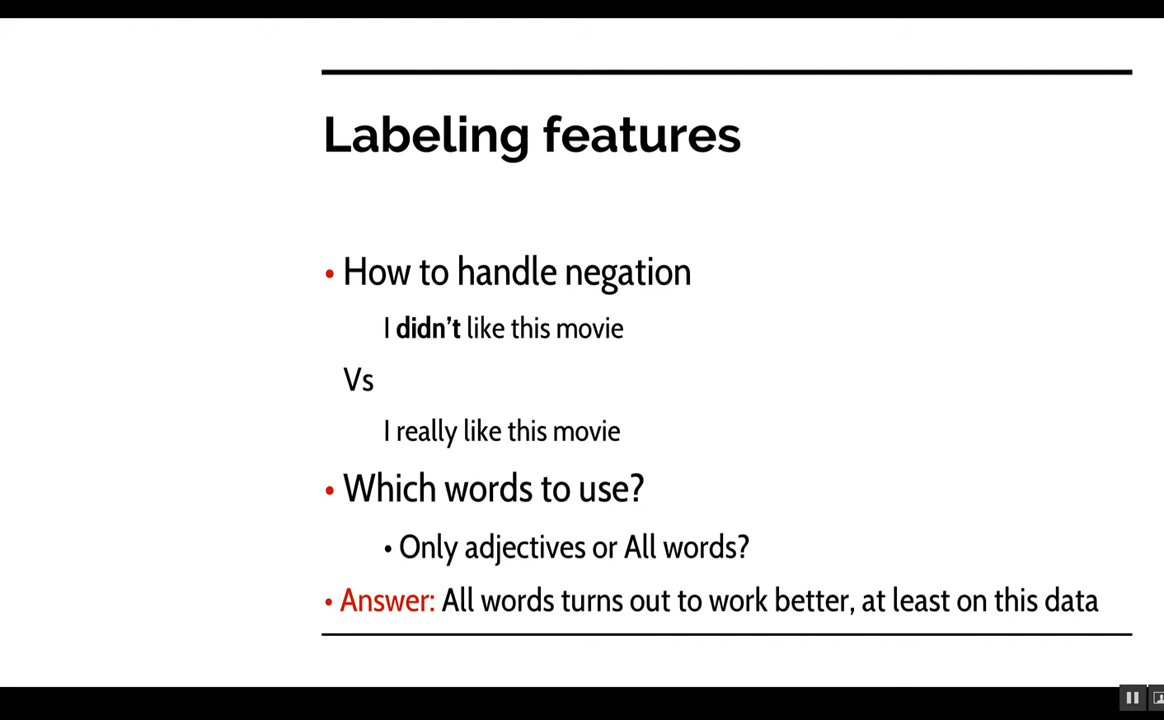 Labeling features
• How to handle negation
I didn't like this movie
Vs
I really like this movie
• Which words to use?
• Only adjectives or All words?
• Answer: All words turns out to work better, at least on this data